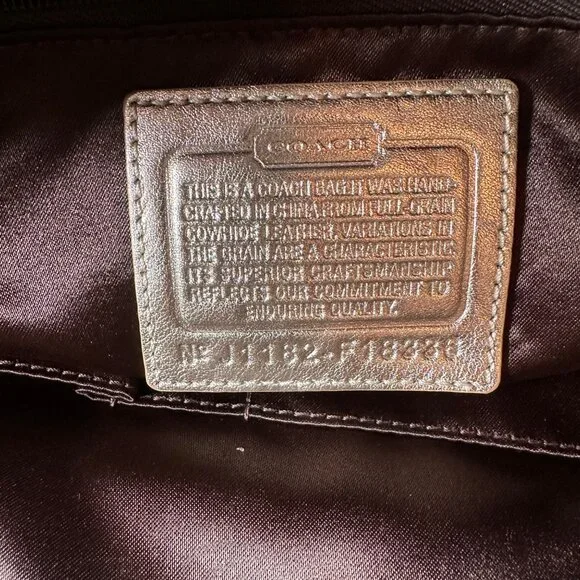 COACH
THIS IS A COACH BAG. IT WAS HAND-
CRAFTED IN CHINA FROM FULL-GRAIN
COWHIDE LEATHER. VARIATIONS IN
THE GRAIN ARE A CHARACTERISTIC
ITS SUPERIOR CRAFTSMANSHIP
REFLECTS OUR COMMITMENT TO
ENDURING QUALITY.
No J1182-F18336